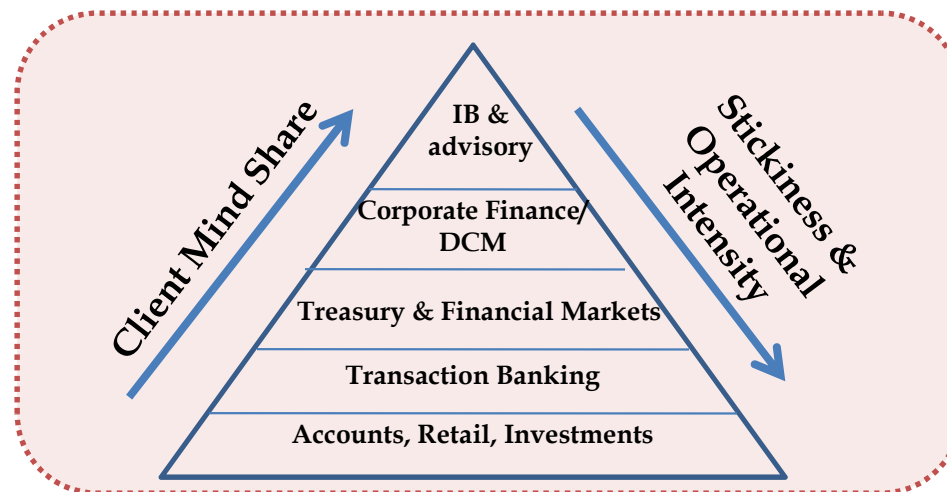 Client Mind Share
IB &
advisory
Corporate Finance/
DCM
Treasury & Financial Markets
Transaction Banking
Accounts, Retail, Investments
Stickiness &
Operational
Intensity